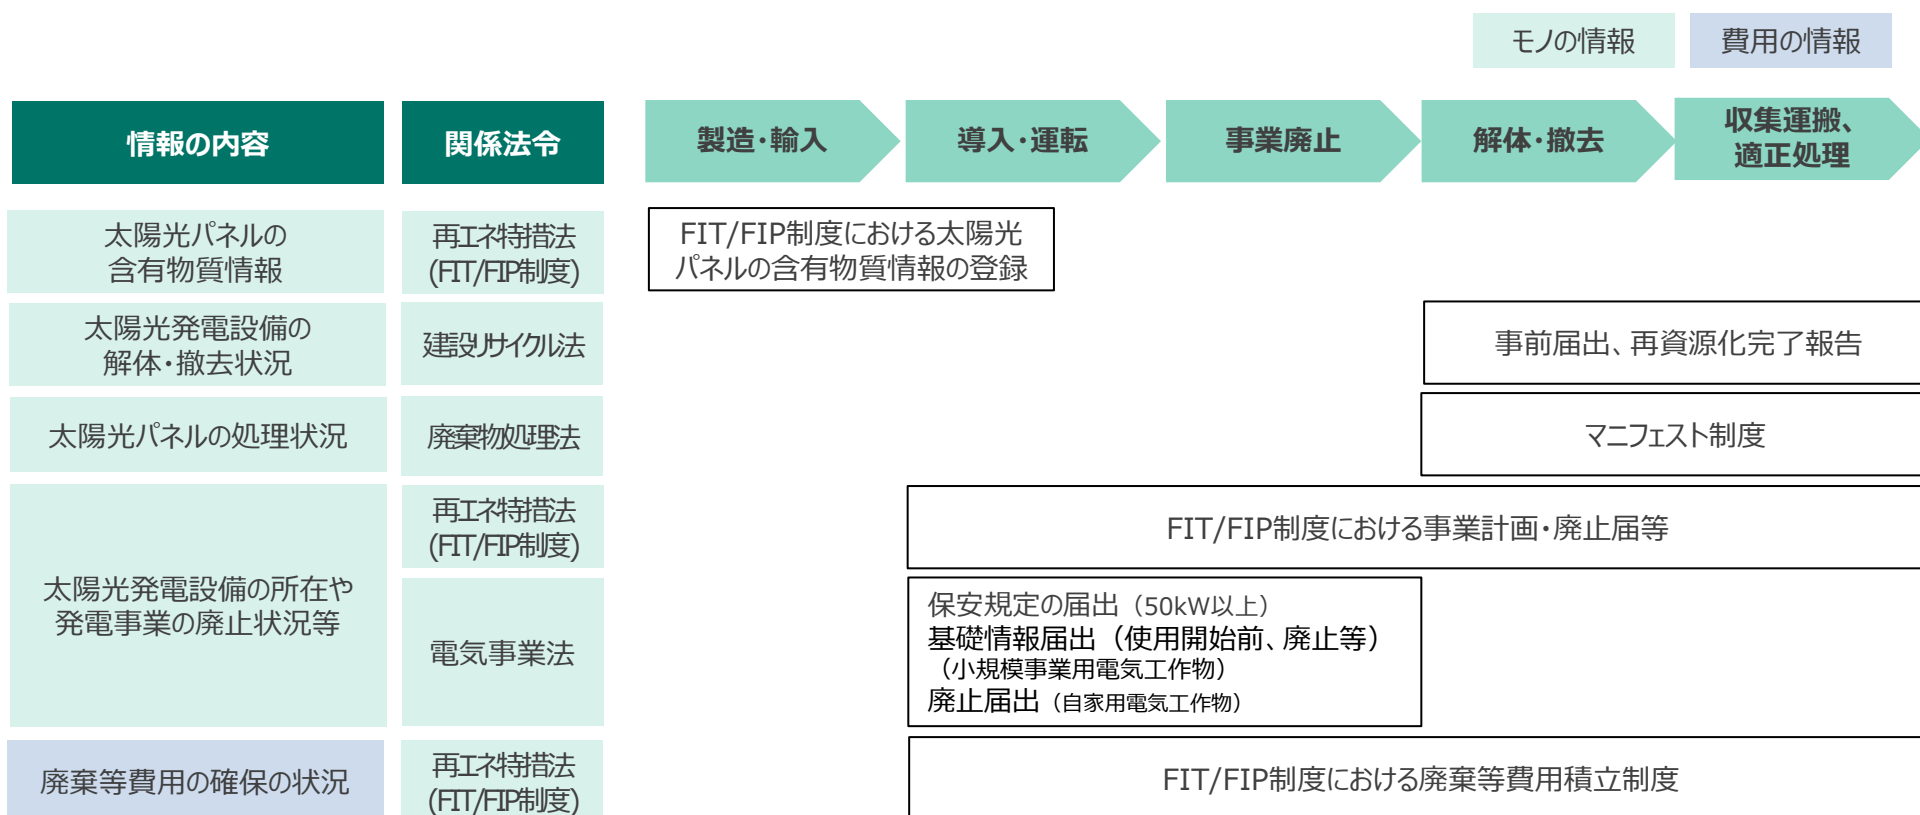 モノの情報
費用の情報
情報の内容
関係法令
製造・輸入
導入・運転
事業廃止
解体・撤去
収集運搬、
適正処理
太陽光パネルの
含有物質情報
再エネ特措法
(FIT/FIP制度)
FIT/FIP制度における太陽光
パネルの含有物質情報の登録
太陽光発電設備の
解体・撤去状況
建設リサイクル法
事前届出、再資源化完了報告
太陽光パネルの処理状況
廃棄物処理法
マニフェスト制度
太陽光発電設備の所在や
発電事業の廃止状況等
再エネ特措法
(FIT/FIP制度)
FIT/FIP制度における事業計画・廃止届等
電気事業法
保安規定の届出（50kW以上）
基礎情報届出（使用開始前、廃止等）
（小規模事業用電気工作物）
廃止届出（自家用電気工作物）
廃棄等費用の確保の状況
再エネ特措法
(FIT/FIP制度)
FIT/FIP制度における廃棄等費用積立制度